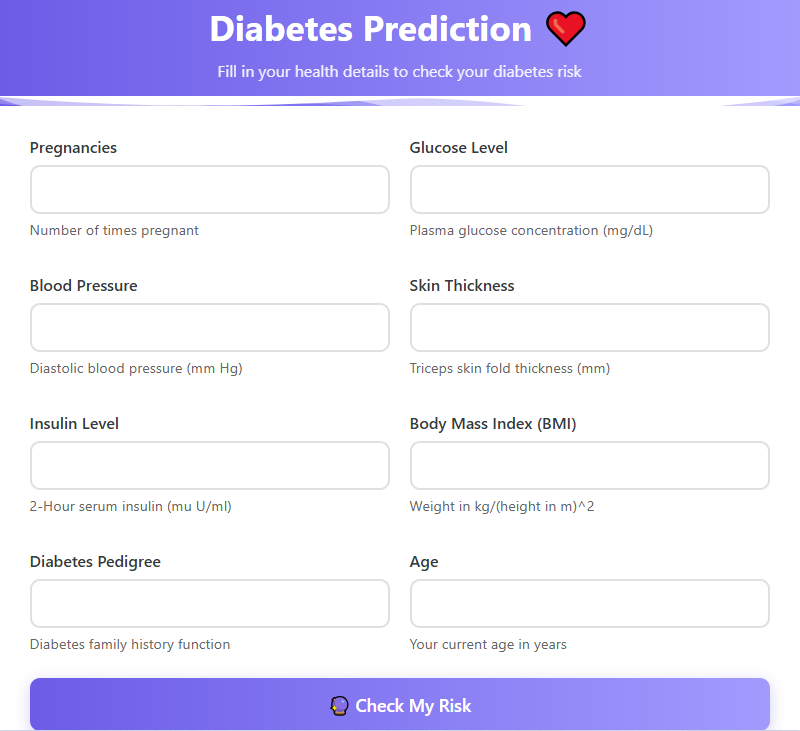 Diabetes Prediction ❤️
Fill in your health details to check your diabetes risk
Pregnancies
Number of times pregnant
Glucose Level
Plasma glucose concentration (mg/dL)
Blood Pressure
Diastolic blood pressure (mm Hg)
Skin Thickness
Triceps skin fold thickness (mm)
Insulin Level
2-Hour serum insulin (mu U/ml)
Body Mass Index (BMI)
Weight in kg/(height in m)^2
Diabetes Pedigree
Diabetes family history function
Age
Your current age in years
🔮 Check My Risk